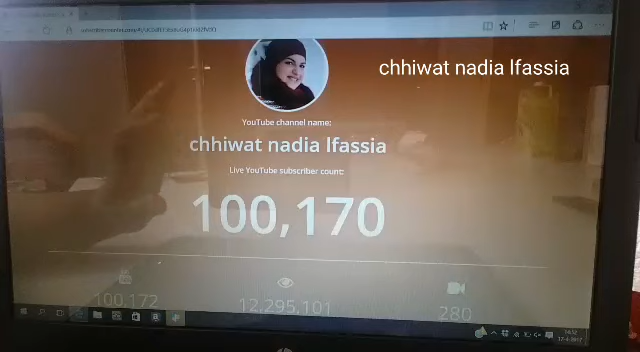 chhiwat nadia lfassia
YouTube channel name:
chhiwat nadia lfassia
Live YouTube subscriber count:
100,170
100,172
12,295,101
280